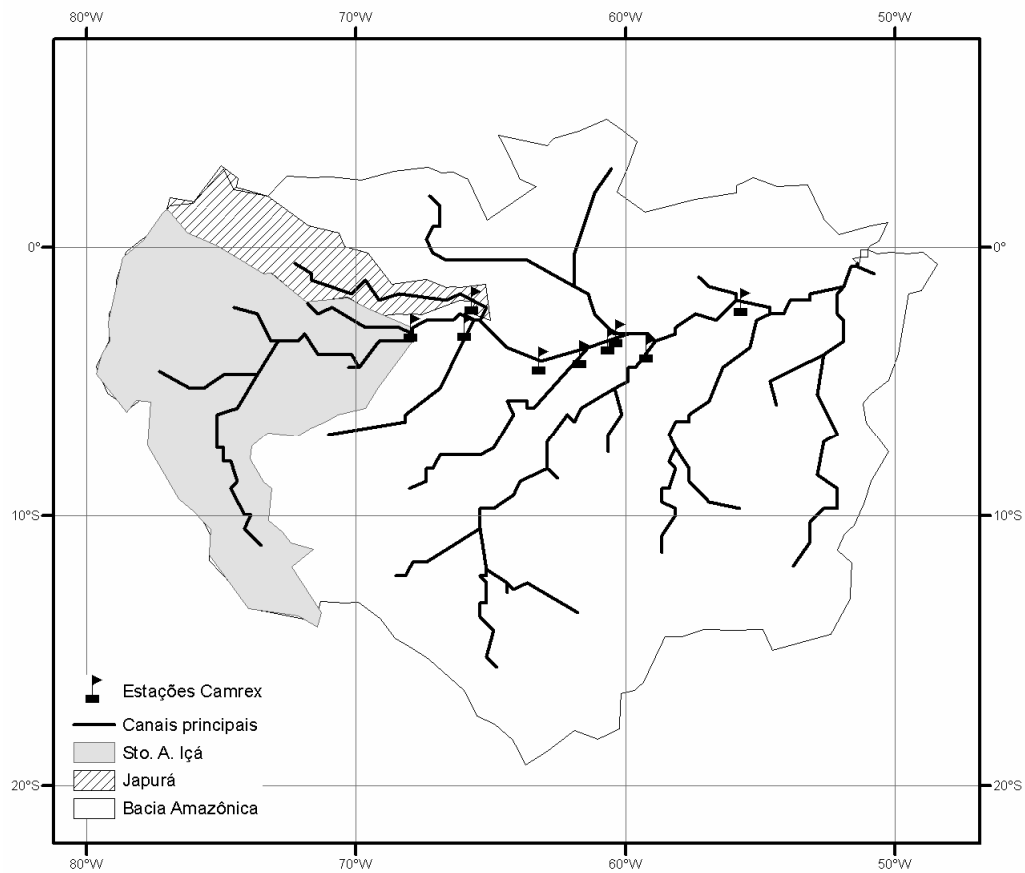 80°W 70°W 60°W 50°W
0° 0°
10°S 10°S
Estações Camrex
Canais principais
Sto. A. Içá
Japurá
20°S 20°S
Bacia Amazônica
80°W 70°W 60°W 50°W